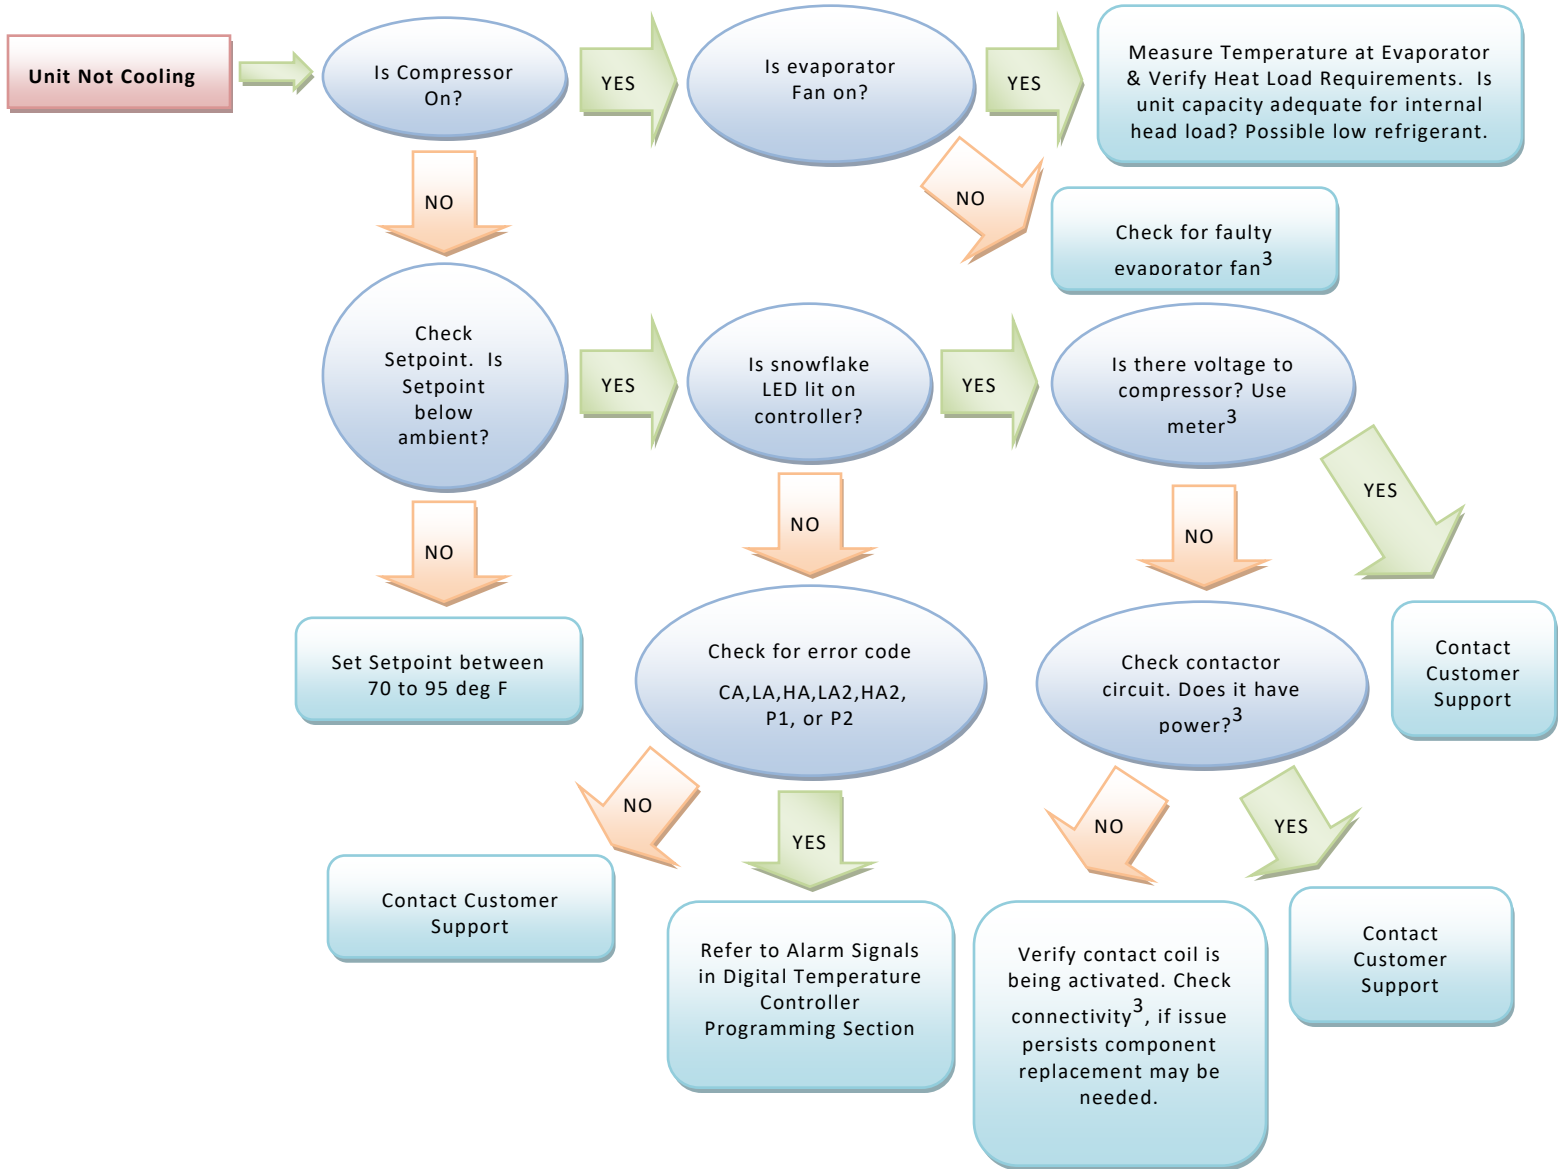 Unit Not Cooling
Is Compressor
On?
YES
Is evaporator
Fan on?
YES
Measure Temperature at Evaporator
& Verify Heat Load Requirements.  Is
unit capacity adequate for internal
head load? Possible low refrigerant.
NO
NO
Check for faulty
evaporator fan3
Check
Setpoint.  Is
Setpoint
below
ambient?
YES
Is snowflake
LED lit on
controller?
YES
Is there voltage to
compressor? Use
meter3
YES
NO
NO
NO
Set Setpoint between
70 to 95 deg F
Check for error code
CA,LA,HA,LA2,HA2,
P1, or P2
Check contactor
circuit. Does it have
power?3
Contact
Customer
Support
NO
YES
NO
YES
Contact Customer
Support
Refer to Alarm Signals
in Digital Temperature
Controller
Programming Section
Verify contact coil is
being activated. Check
connectivity3, if issue
persists component
replacement may be
needed.
Contact
Customer
Support